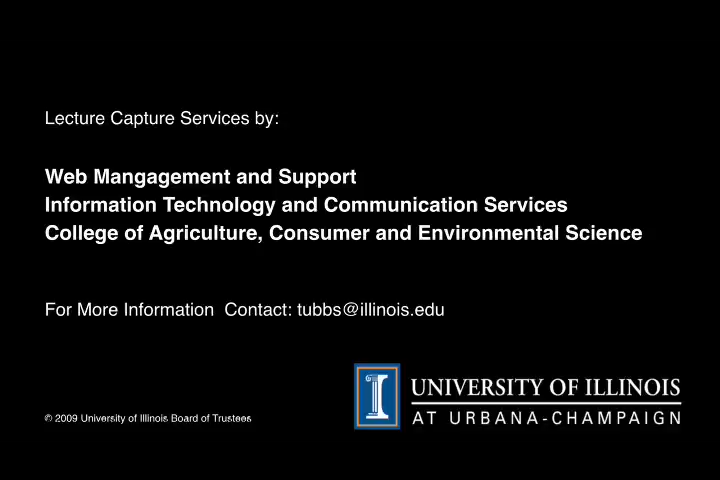 Lecture Capture Services by:
Web Mangagement and Support
Information Technology and Communication Services
College of Agriculture, Consumer and Environmental Science
For More Information  Contact: tubbs@illinois.edu
UNIVERSITY OF ILLINOIS
AT URBANA-CHAMPAIGN
© 2009 University of Illinois Board of Trustees